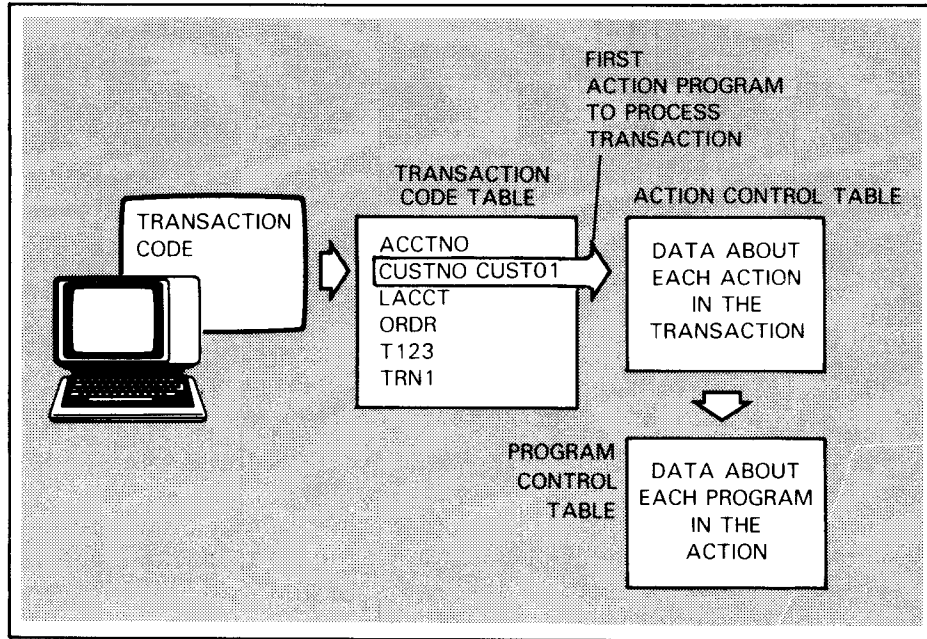 FIRST
ACTION PROGRAM
TO PROCESS
TRANSACTION
TRANSACTION
CODE TABLE
ACTION CONTROL TABLE
TRANSACTION
CODE
ACCTNO
CUSTNO CUST01
LACCT
ORDR
T123
TRN1
DATA ABOUT
EACH ACTION
IN THE
TRANSACTION
PROGRAM
CONTROL
TABLE
DATA ABOUT
EACH PROGRAM
IN THE
ACTION